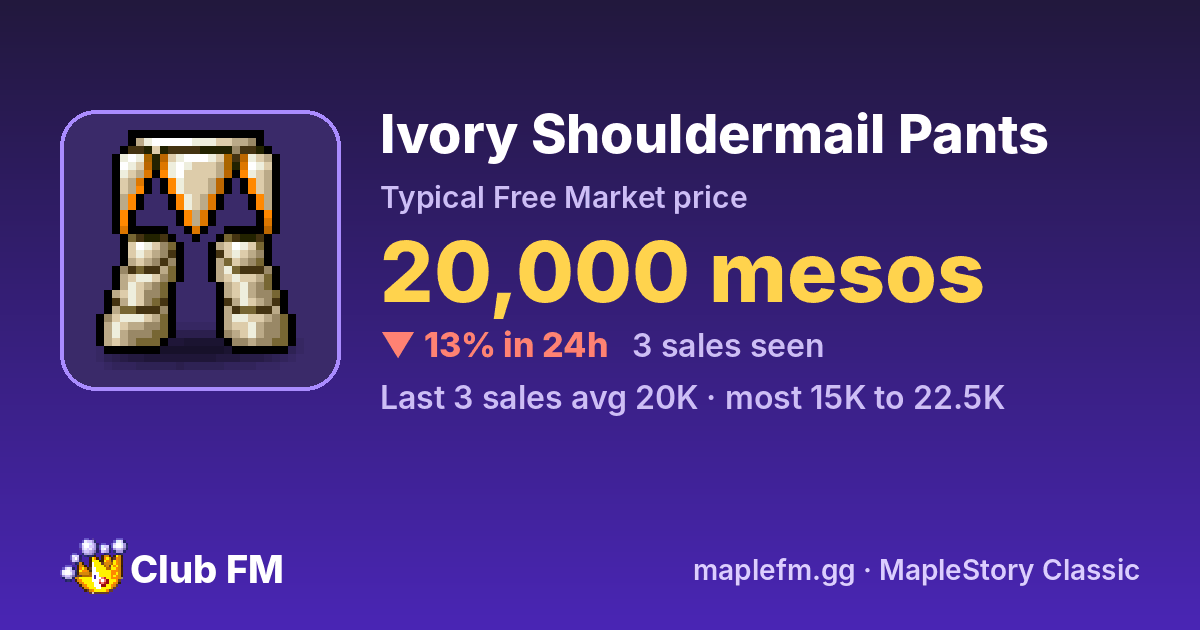 Ivory Shouldermail Pants
Typical Free Market price
20,000 mesos
▼ 13% in 24h 3 sales seen
Last 3 sales avg 20K · most 15K to 22.5K
Club FM
maplefm.gg · MapleStory Classic